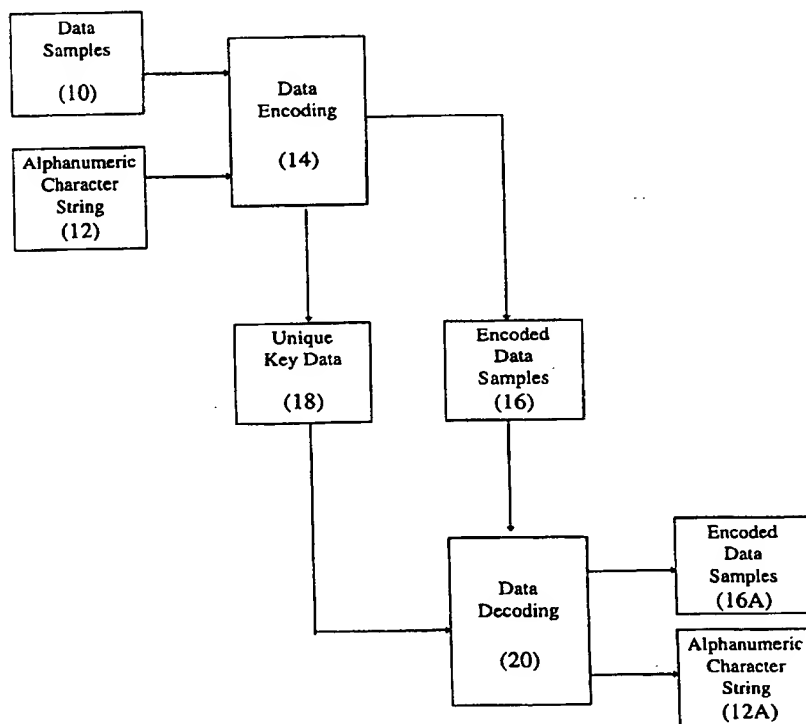 Data
Samples
(10)
Data
Encoding
(14)
Alphanumeric
Character
String
(12)
Unique
Key Data
(18)
Encoded
Data
Samples
(16)
Data
Decoding
(20)
Encoded
Data
Samples
(16A)
Alphanumeric
Character
String
(12A)